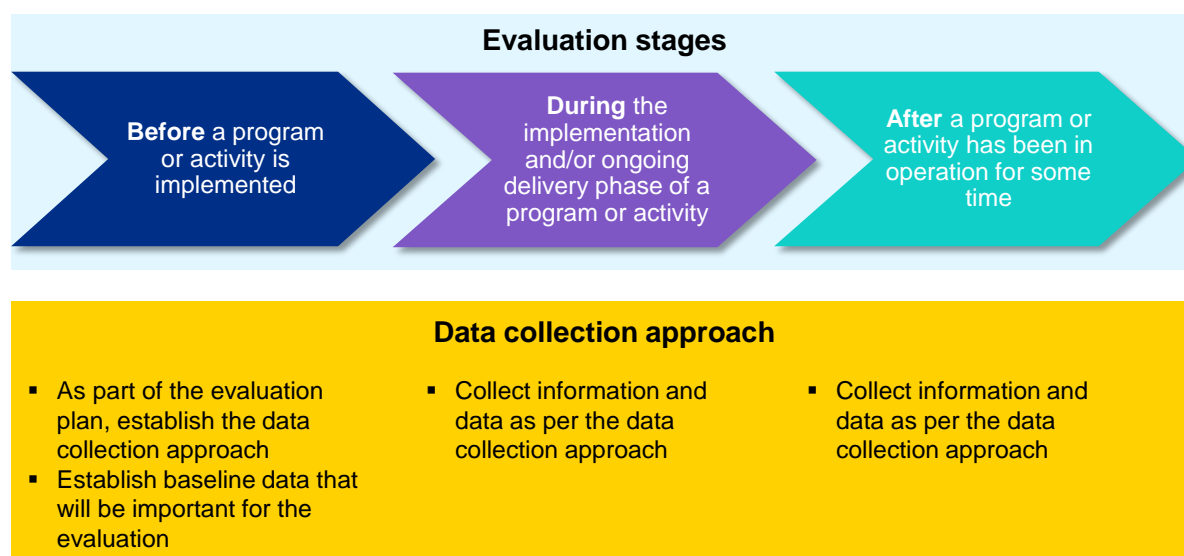 Evaluation stages
Before a program
or activity is
implemented
During the
implementation
and/or ongoing
delivery phase of a
program or activity
After a program or
activity has been in
operation for some
time
Data collection approach
▪ As part of the evaluation
plan, establish the data
collection approach
▪ Establish baseline data that
will be important for the
evaluation
▪ Collect information and
data as per the data
collection approach
▪ Collect information and
data as per the data
collection approach